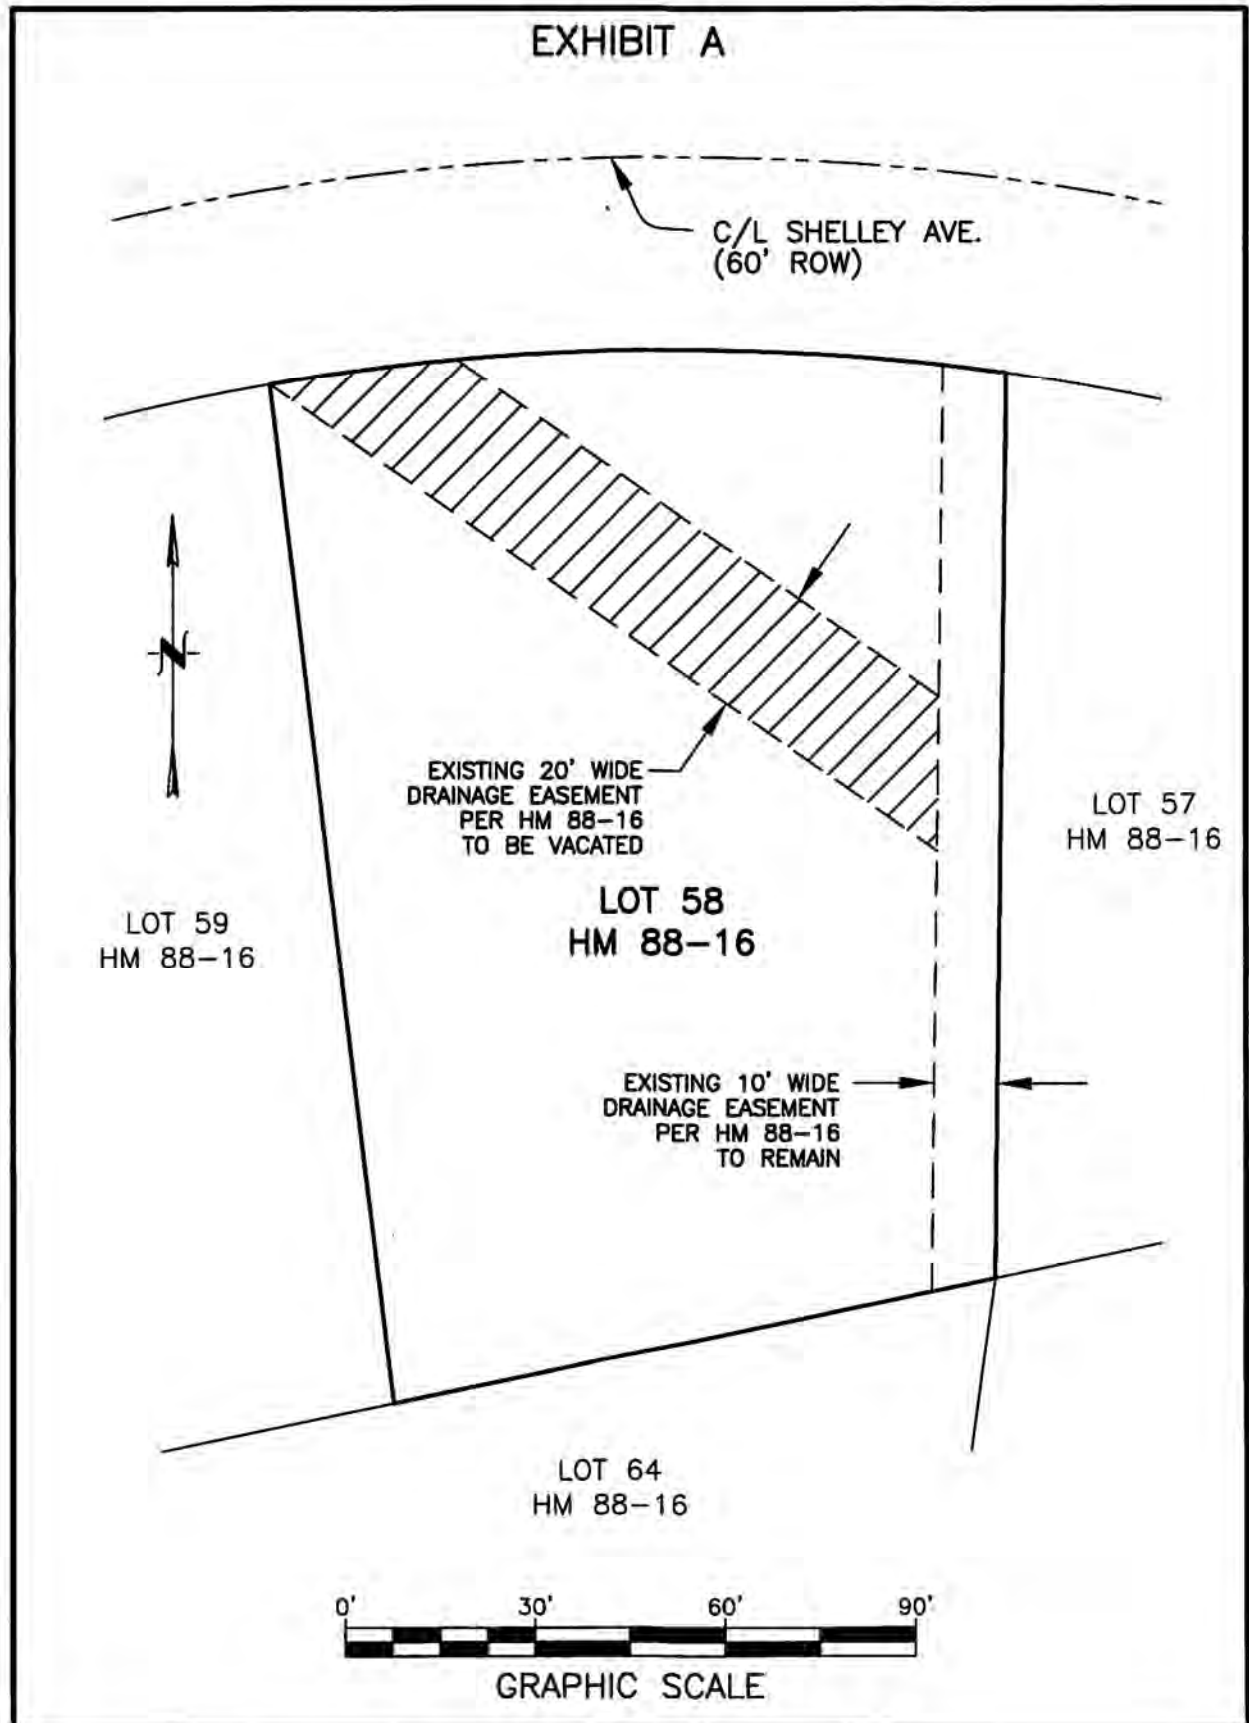 EXHIBIT A
C/L SHELLEY AVE.
(60' ROW)
N
EXISTING 20' WIDE
DRAINAGE EASEMENT
PER HM 88-16
TO BE VACATED
LOT 57
HM 88-16
LOT 58
HM 88-16
LOT 59
HM 88-16
EXISTING 10' WIDE
DRAINAGE EASEMENT
PER HM 88-16
TO REMAIN
LOT 64
HM 88-16
0' 30' 60' 90'
GRAPHIC SCALE